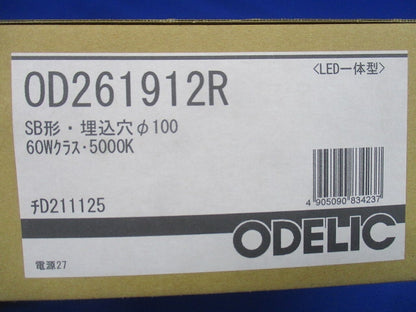 〈LED一体型〉
OD261912R
SB形・埋込穴φ100
60Wクラス・5000K
4 905090 834237
チD211125
ODELIC
電源27